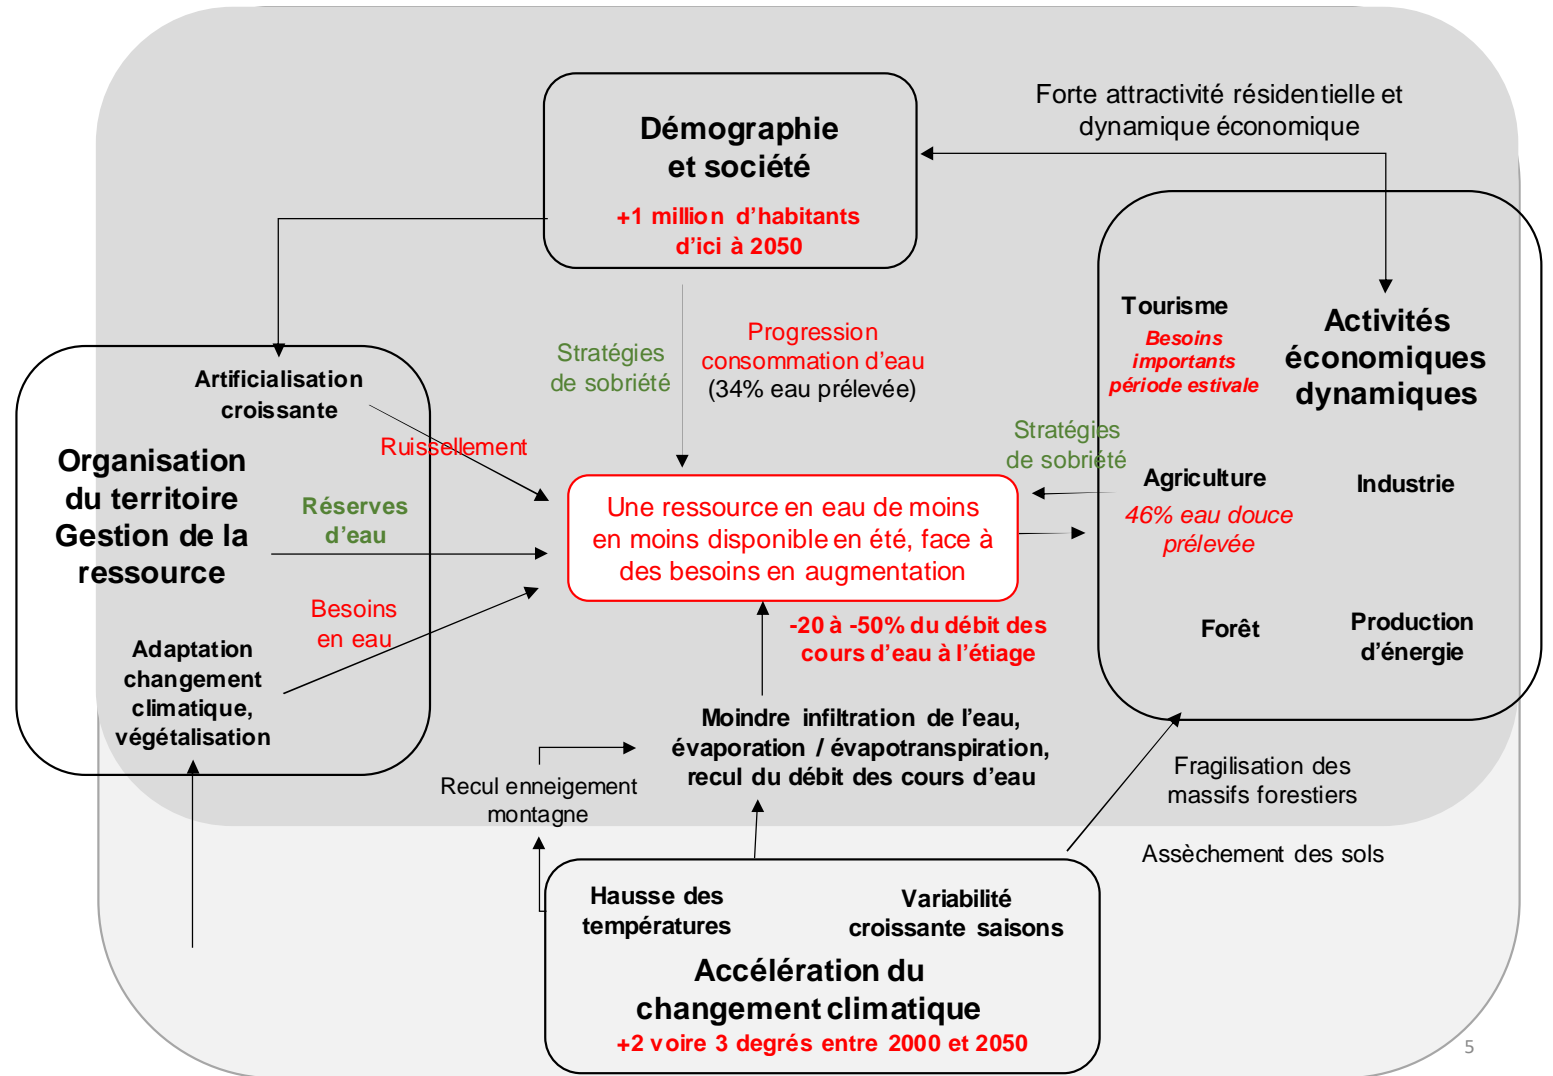 Forte attractivité résidentielle et
dynamique économique
Démographie
et société
+1 million d'habitants
d'ici à 2050
Tourisme
Besoins
importants
période estivale
Activités
économiques
dynamiques
Stratégies
de sobriété
Progression
consommation d'eau
(34% eau prélevée)
Artificialisation
croissante
Ruissellement
Organisation
du territoire
Gestion de la
ressource
Réserves
d'eau
Stratégies
de sobriété
Agriculture
46% eau douce
prélevée
Industrie
Une ressource en eau de moins
en moins disponible en été, face à
des besoins en augmentation
Besoins
en eau
Adaptation
changement
climatique,
végétalisation
-20 à -50% du débit des
cours d'eau à l'étiage
Forêt
Production
d'énergie
Moindre infiltration de l'eau,
évaporation / évapotranspiration,
recul du débit des cours d'eau
Recul enneigement
montagne
Fragilisation des
massifs forestiers
Assèchement des sols
Hausse des
températures
Variabilité
croissante saisons
Accélération du
changement climatique
+2 voire 3 degrés entre 2000 et 2050
5